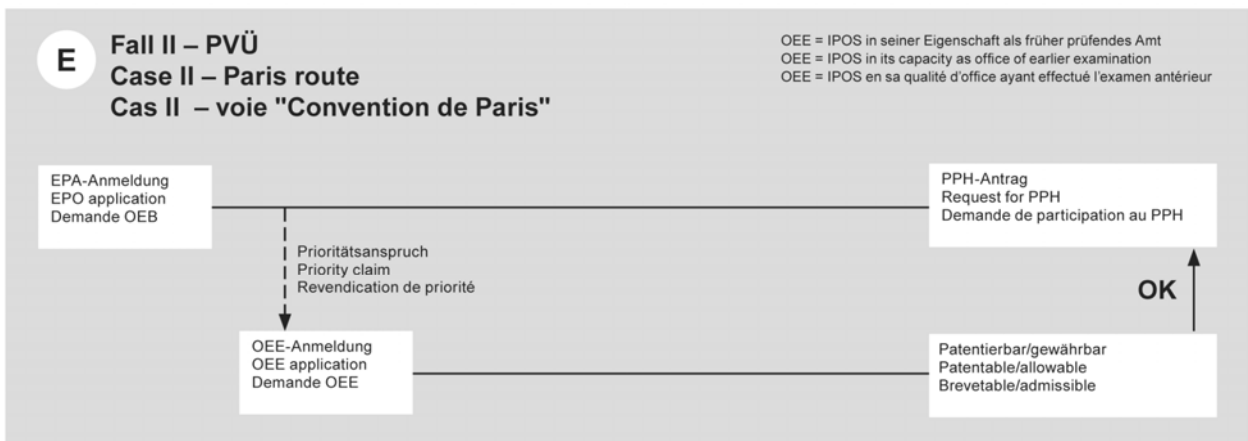 E
Fall II – PVÜ
Case II – Paris route
Cas II – voie "Convention de Paris"
OEE = IPOS in seiner Eigenschaft als früher prüfendes Amt
OEE = IPOS in its capacity as office of earlier examination
OEE = IPOS en sa qualité d'office ayant effectué l'examen antérieur
EPA-Anmeldung
EPO application
Demande OEB
PPH-Antrag
Request for PPH
Demande de participation au PPH
Prioritätsanspruch
Priority claim
Revendication de priorité
OK
OEE-Anmeldung
OEE application
Demande OEE
Patentierbar/gewährbar
Patentable/allowable
Brevetable/admissible